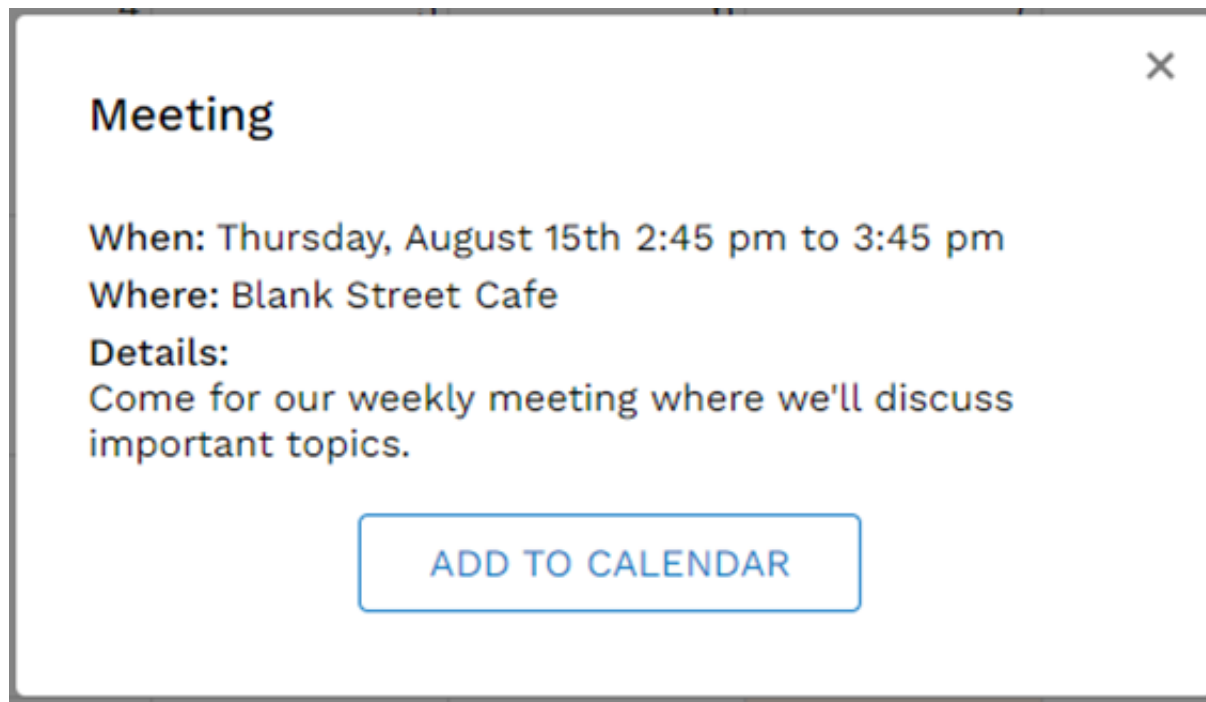 Meeting
When: Thursday, August 15th 2:45 pm to 3:45 pm
Where: Blank Street Cafe
Details:
Come for our weekly meeting where we'll discuss
important topics.
ADD TO CALENDAR